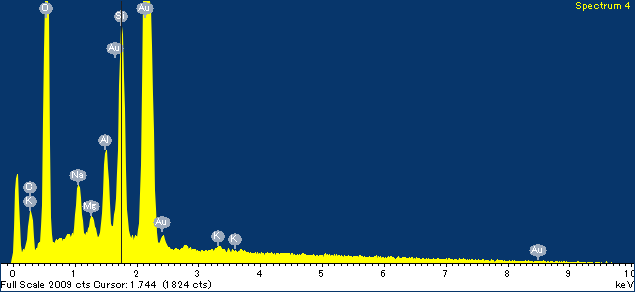 Spectrum 4
O
Au
Si
Au
Al
Na
O
K
Mg
Au
K
K
Au
0 1 2 3 4 5 6 7 8 9 10
Full Scale 2009 cts Cursor: 1.744 (1824 cts)
keV